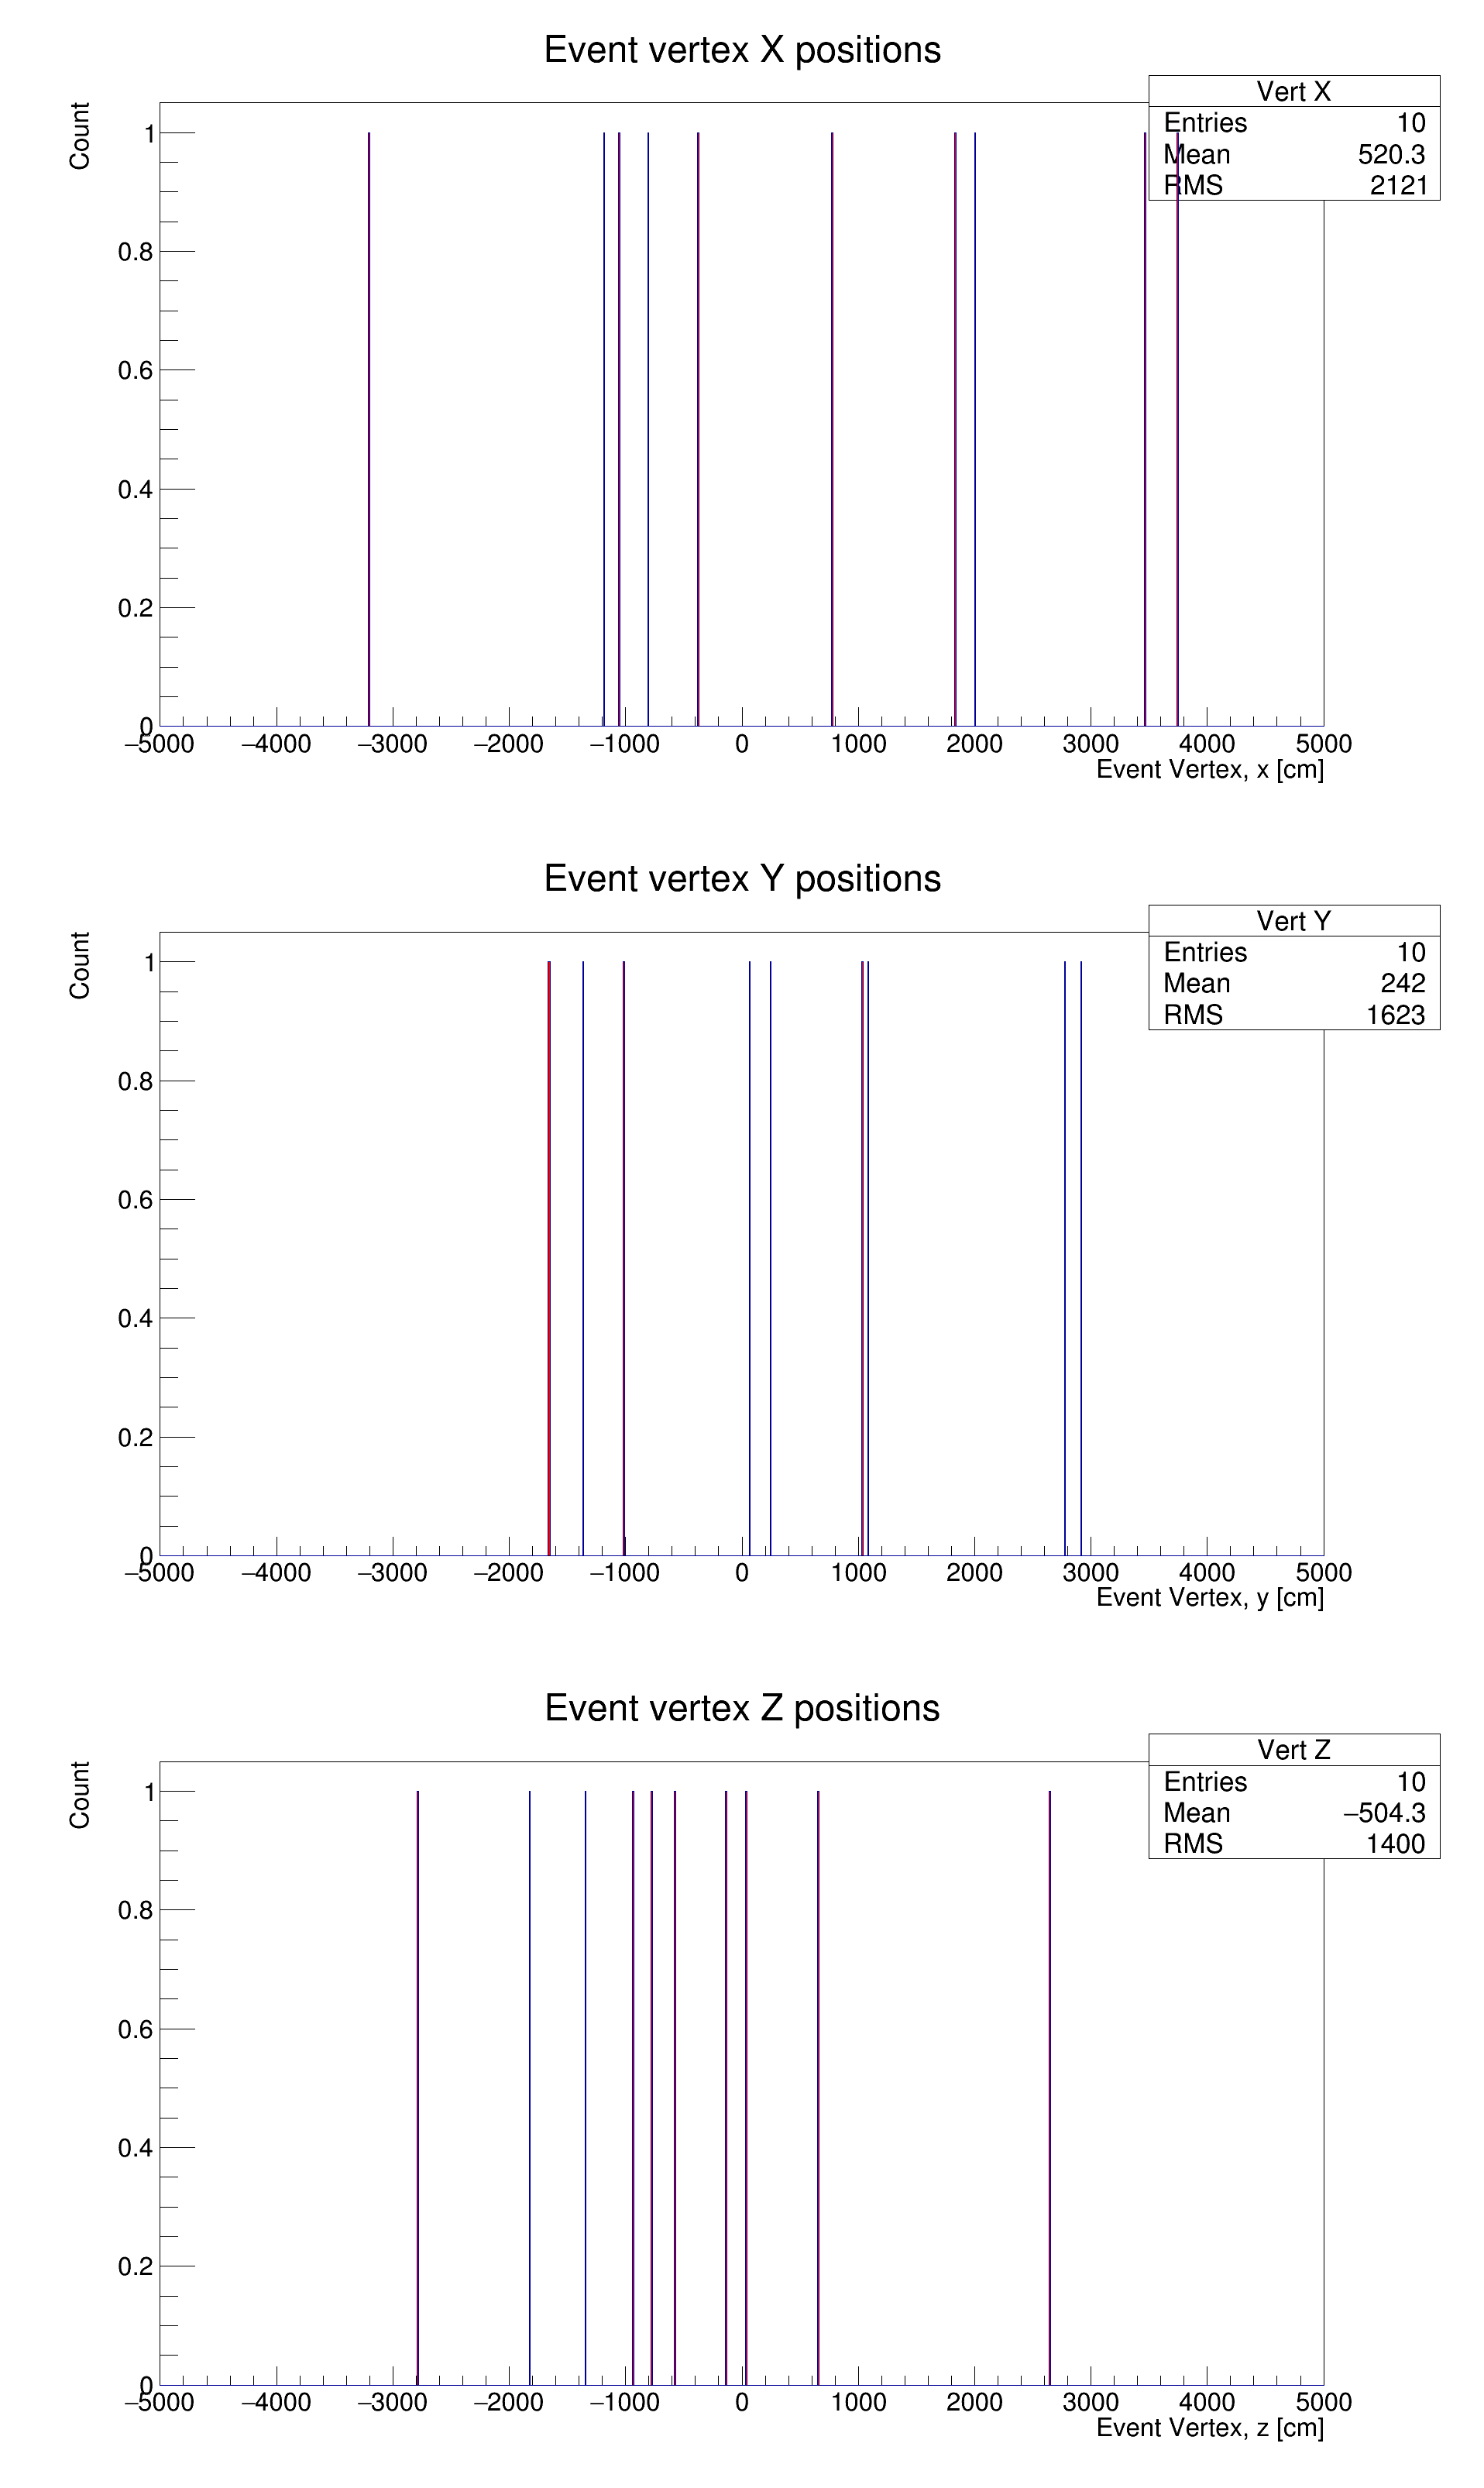 Event vertex X positions
Count
Vert X
Entries 10
Mean 520.3
RMS 2121
1
0.8
0.6
0.4
0.2
0
−5000 −4000 −3000 −2000 −1000 0 1000 2000 3000 4000 5000
Event Vertex, x [cm]
Event vertex Y positions
Count
Vert Y
Entries 10
Mean 242
RMS 1623
1
0.8
0.6
0.4
0.2
0
−5000 −4000 −3000 −2000 −1000 0 1000 2000 3000 4000 5000
Event Vertex, y [cm]
Event vertex Z positions
Count
Vert Z
Entries 10
Mean −504.3
RMS 1400
1
0.8
0.6
0.4
0.2
0
−5000 −4000 −3000 −2000 −1000 0 1000 2000 3000 4000 5000
Event Vertex, z [cm]